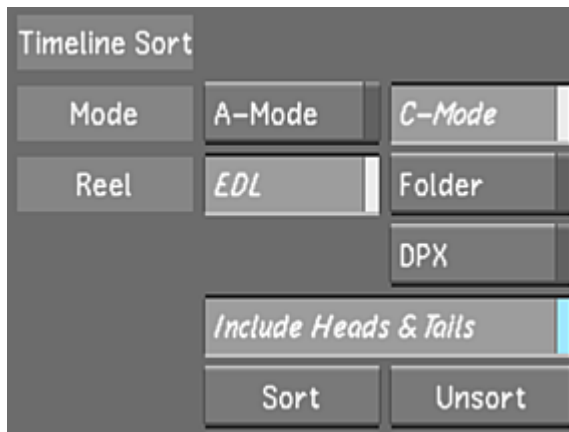 Timeline Sort
Mode A-Mode C-Mode
Reel EDL Folder
DPX
Include Heads & Tails
Sort Unsort